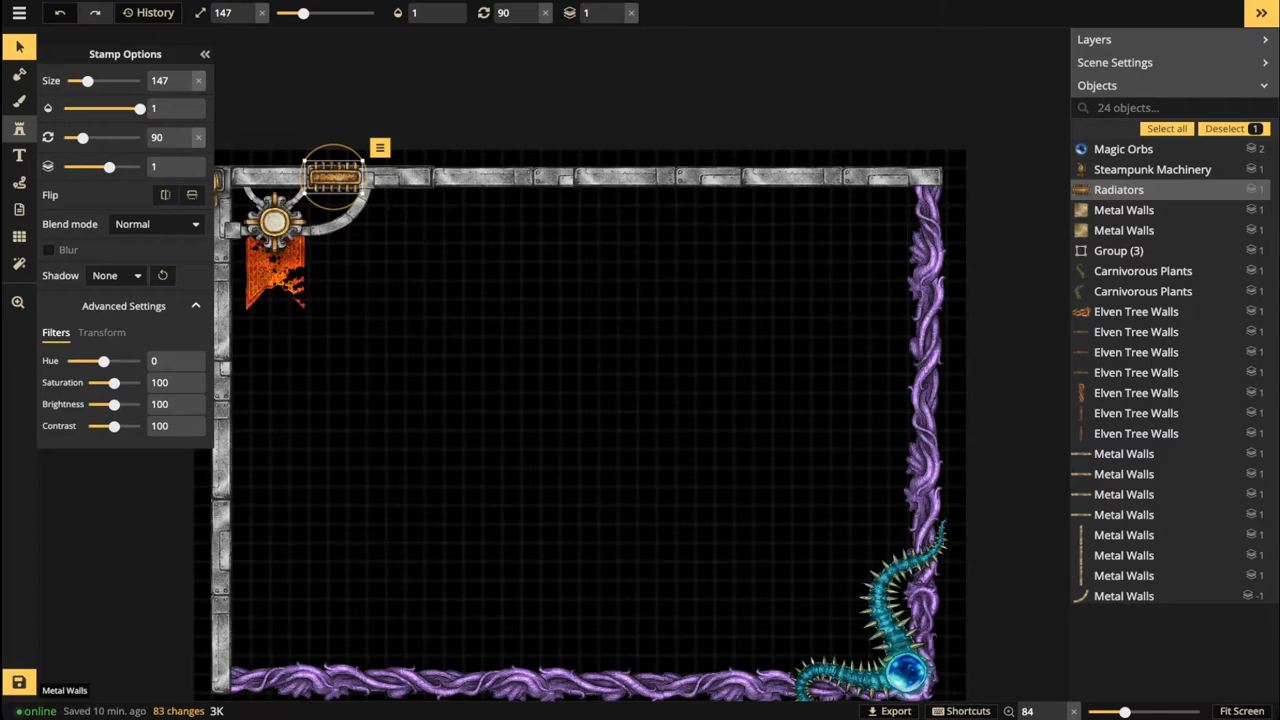 History
147
1
90
1
Stamp Options
Size
147
1
90
1
Flip
Blend mode
Normal
Blur
Shadow
None
Advanced Settings
Filters
Transform
Hue
0
Saturation
100
Brightness
100
Contrast
100
Layers
Scene Settings
Objects
24 objects...
Select all
Deselect 1
Magic Orbs 2
Steampunk Machinery 1
Radiators 1
Metal Walls 1
Metal Walls 1
Group (3) 1
Carnivorous Plants 1
Carnivorous Plants 1
Elven Tree Walls 1
Elven Tree Walls 1
Elven Tree Walls 1
Elven Tree Walls 1
Elven Tree Walls 1
Elven Tree Walls 1
Elven Tree Walls 1
Metal Walls 1
Metal Walls 1
Metal Walls 1
Metal Walls 1
Metal Walls 1
Metal Walls 1
Metal Walls 1
Metal Walls -1
Metal Walls
online Saved 10 min. ago 83 changes 3K
Export
Shortcuts
84
Fit Screen